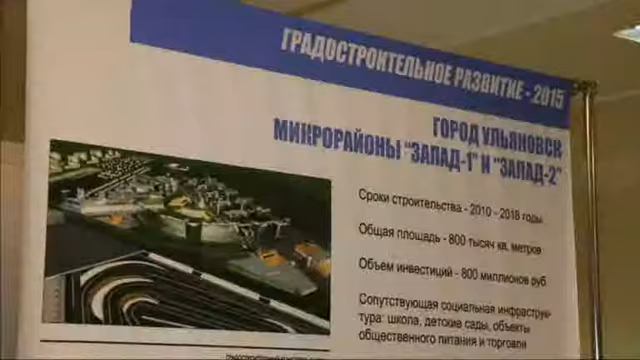 ГРАДОСТРОИТЕЛЬНОЕ РАЗВИТИЕ - 2015
ГОРОД УЛЬЯНОВСК
МИКРОРАЙОНЫ "ЗАПАД-1" И "ЗАПАД-2"
Сроки строительства - 2010 - 2018 годы
Общая площадь - 800 тысяч кв. метров
Объем инвестиций - 800 миллионов руб
Сопутствующая социальная инфраструк-
тура: школа, детские сады, объекты
общественного питания и торговли